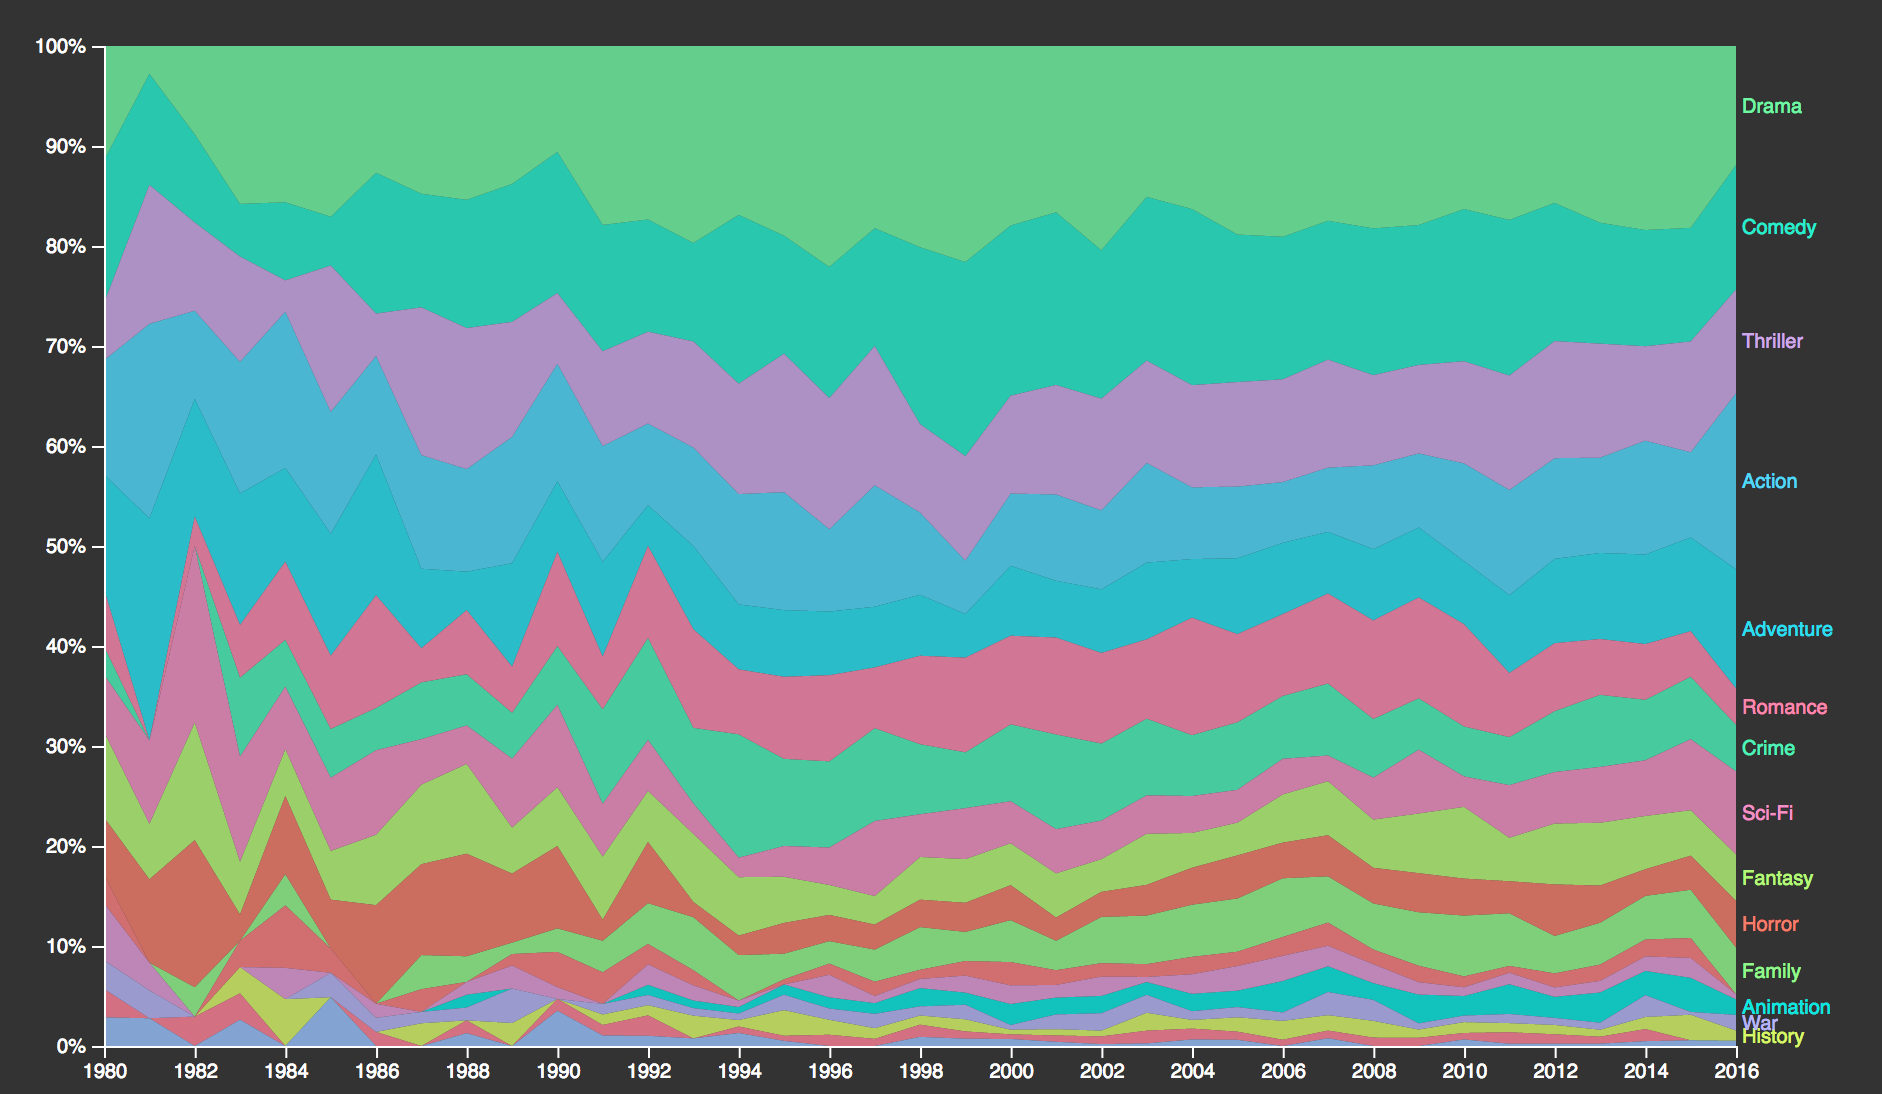 100%
90%
80%
70%
60%
50%
40%
30%
20%
10%
0%
1980 1982 1984 1986 1988 1990 1992 1994 1996 1998 2000 2002 2004 2006 2008 2010 2012 2014 2016
Drama
Comedy
Thriller
Action
Adventure
Romance
Crime
Sci-Fi
Fantasy
Horror
Family
Animation
War
History